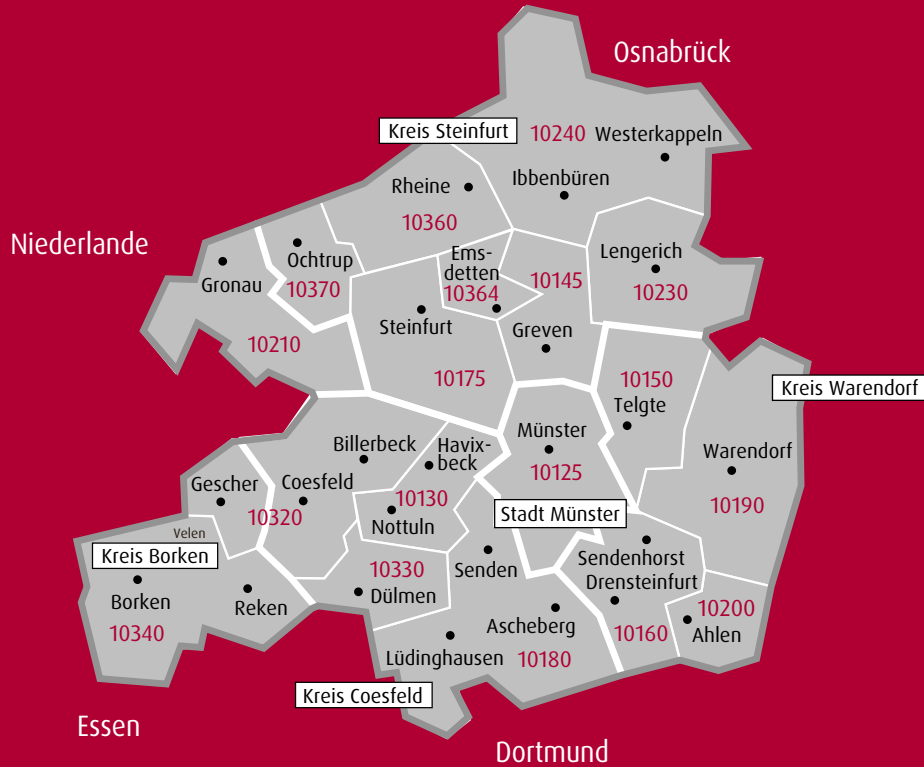 Osnabrück
Kreis Steinfurt
10240
Westerkappeln
Rheine
Ibbenbüren
10360
Niederlande
Ochtrup
Ems-
detten
10145
Lengerich
Gronau
10370
10364
10230
Steinfurt
Greven
10210
10175
10150
Telgte
Kreis Warendorf
Billerbeck
Havix-
beck
Münster
Warendorf
Gescher
Coesfeld
10125
10130
10190
10320
Nottuln
Stadt Münster
Velen
Kreis Borken
Senden
Sendenhorst
10330
Drensteinfurt
Borken
Reken
Dülmen
10200
Ascheberg
10340
10160
Ahlen
Lüdinghausen
10180
Kreis Coesfeld
Essen
Dortmund